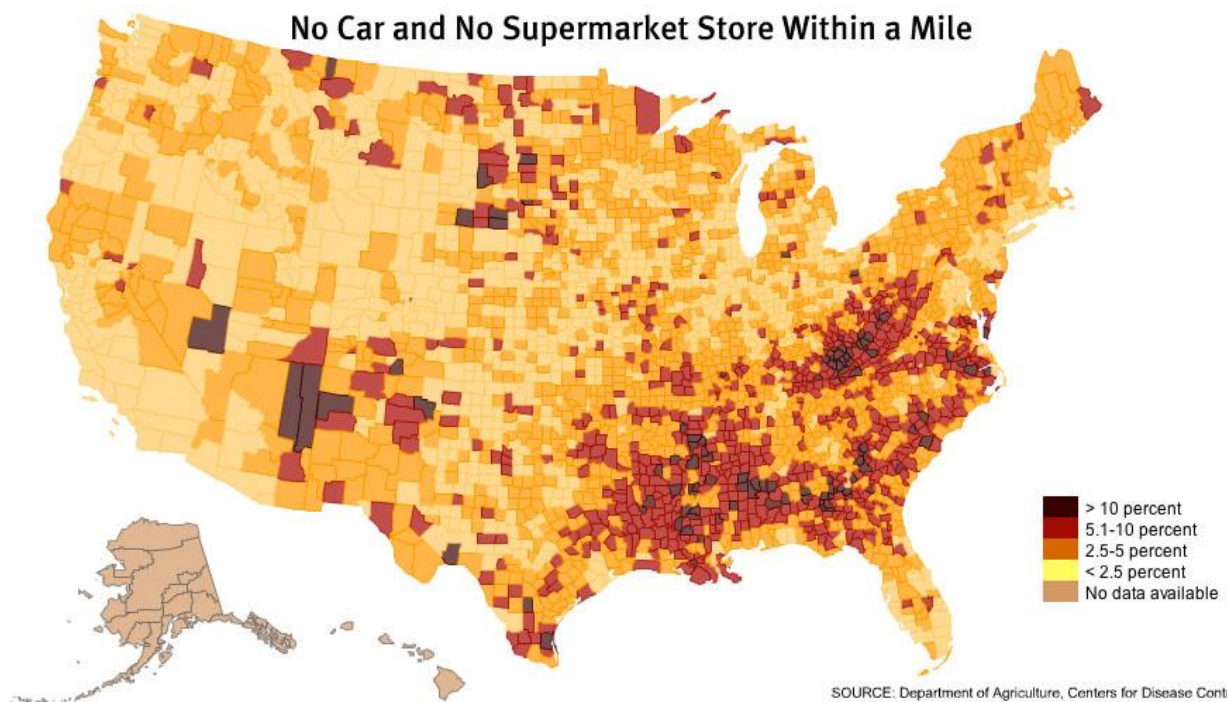 No Car and No Supermarket Store Within a Mile
> 10 percent
5.1-10 percent
2.5-5 percent
< 2.5 percent
No data available
SOURCE: Department of Agriculture, Centers for Disease Cont